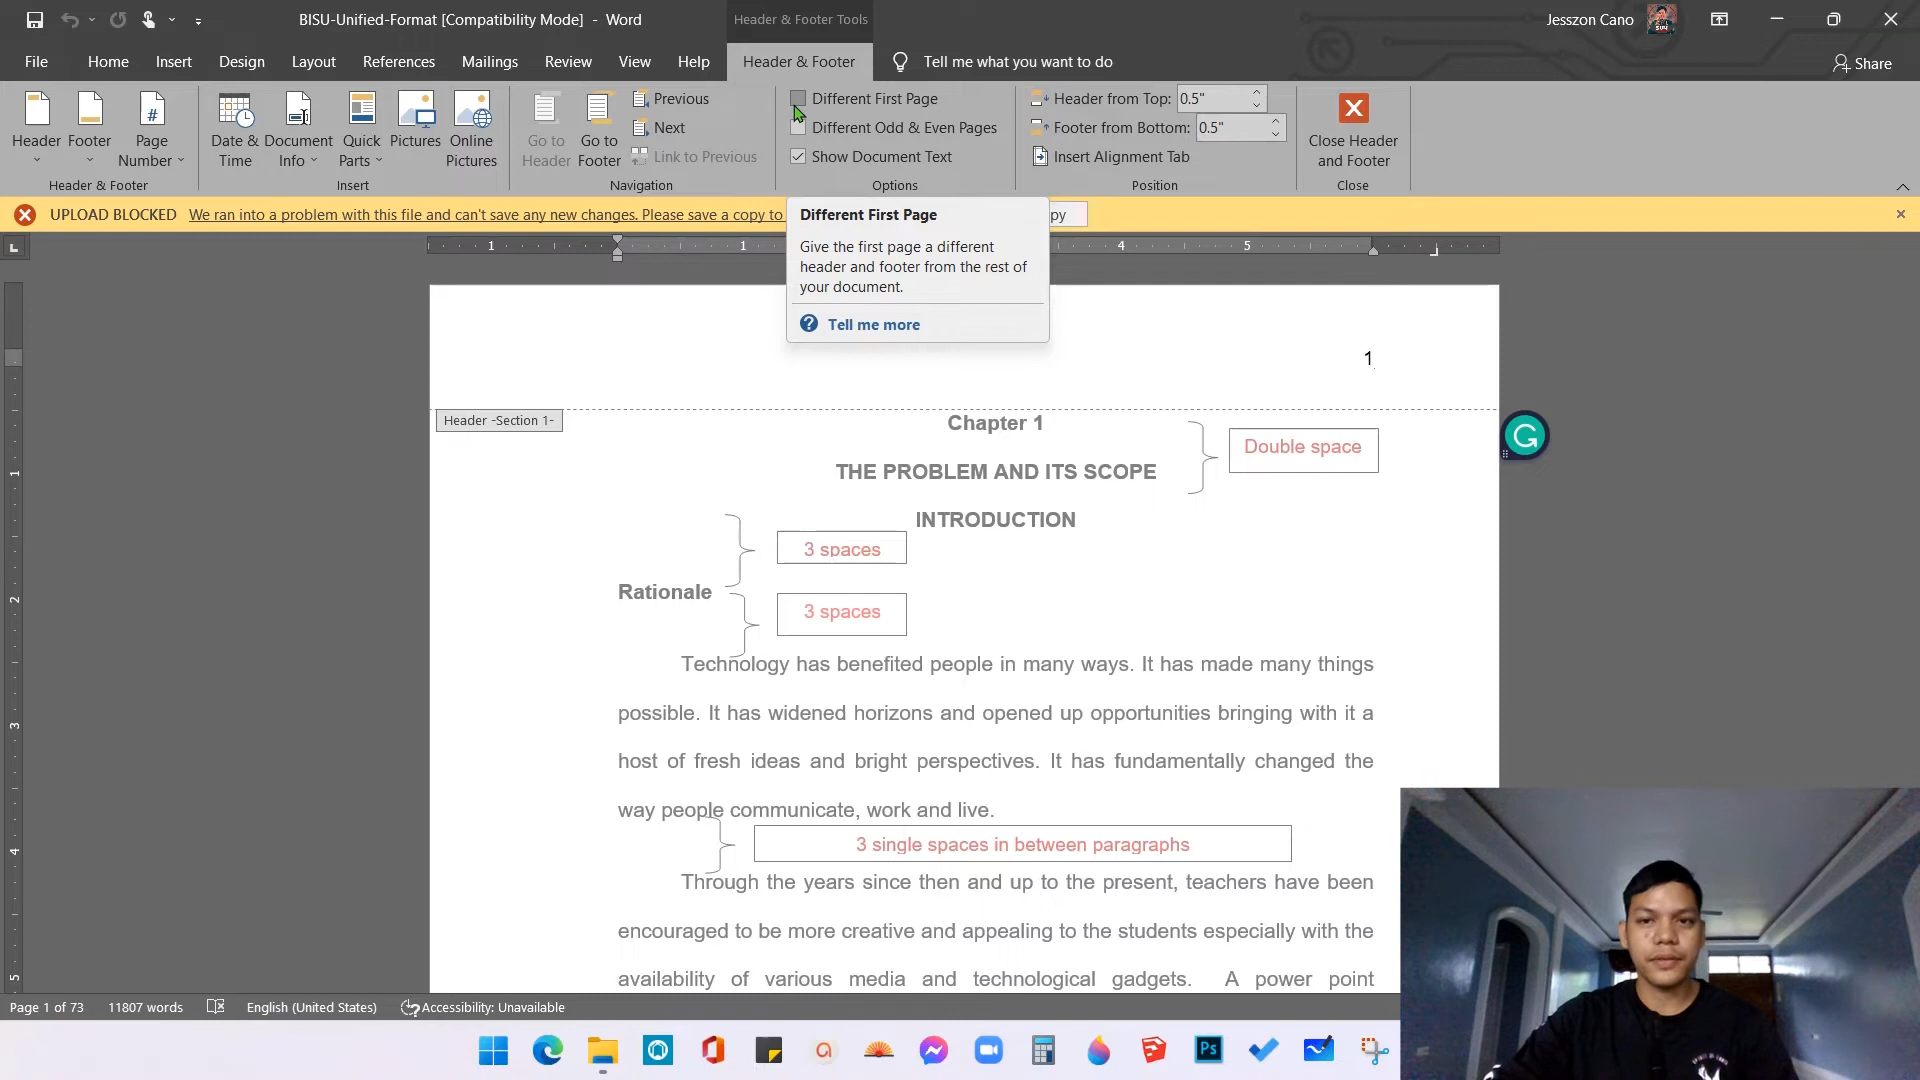 BISU-Unified-Format [Compatibility Mode] - Word
Header & Footer Tools
Jesszon Cano
File
Home
Insert
Design
Layout
References
Mailings
Review
View
Help
Header & Footer
Tell me what you want to do
Share
Header
Footer
Page
Number
Header & Footer
Date &
Time
Document
Info
Quick
Parts
Pictures
Online
Pictures
Insert
Go to
Header
Go to
Footer
Previous
Next
Link to Previous
Navigation
Different First Page
Different Odd & Even Pages
Show Document Text
Options
Header from Top: 0.5"
Footer from Bottom: 0.5"
Insert Alignment Tab
Position
Close Header
and Footer
Close
UPLOAD BLOCKED We ran into a problem with this file and can't save any new changes. Please save a copy to
py
Different First Page
Give the first page a different
header and footer from the rest of
your document.
Tell me more
1 1 4 5
1
Header -Section 1-
Chapter 1
Double space
THE PROBLEM AND ITS SCOPE
INTRODUCTION
3 spaces
Rationale
3 spaces
Technology has benefited people in many ways. It has made many things
possible. It has widened horizons and opened up opportunities bringing with it a
host of fresh ideas and bright perspectives. It has fundamentally changed the
way people communicate, work and live.
3 single spaces in between paragraphs
Through the years since then and up to the present, teachers have been
encouraged to be more creative and appealing to the students especially with the
availability of various media and technological gadgets. A power point
1
2
3
4
5
Page 1 of 73
11807 words
English (United States)
Accessibility: Unavailable
Ps